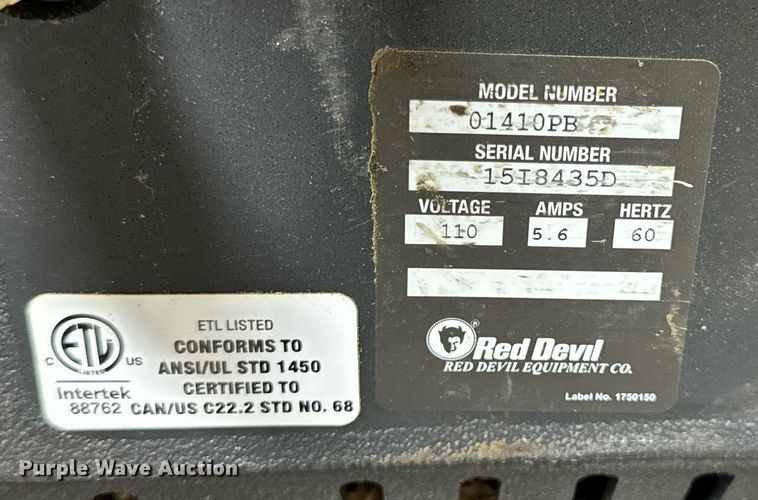 MODEL NUMBER
01410PB
SERIAL NUMBER
15I8435D
VOLTAGE AMPS HERTZ
110 5.6 60
Red Devil ®
RED DEVIL EQUIPMENT CO.
Label No. 1750150
ETL LISTED
CONFORMS TO
ANSI/UL STD 1450
CERTIFIED TO
CAN/US C22.2 STD NO. 68
C ETL US
LISTED
Intertek
88762
Purple Wave Auction